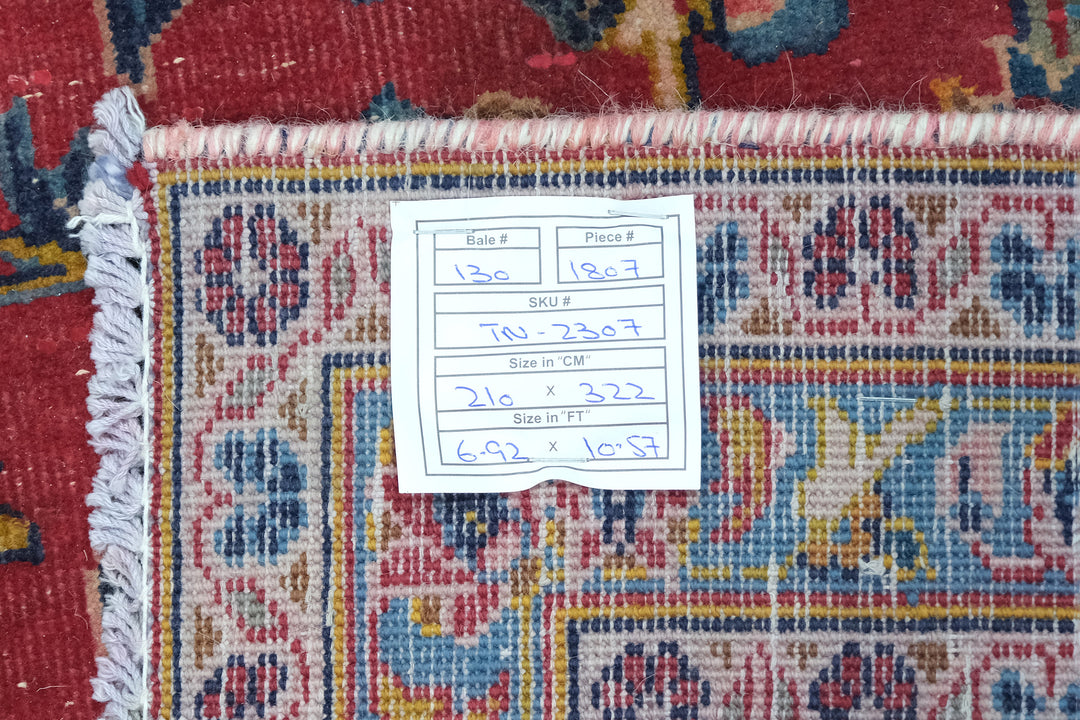 Bale # Piece #
130 1807
SKU #
TN - 2307
Size in "CM"
210 x 322
Size in "FT"
6.92 x 10.57